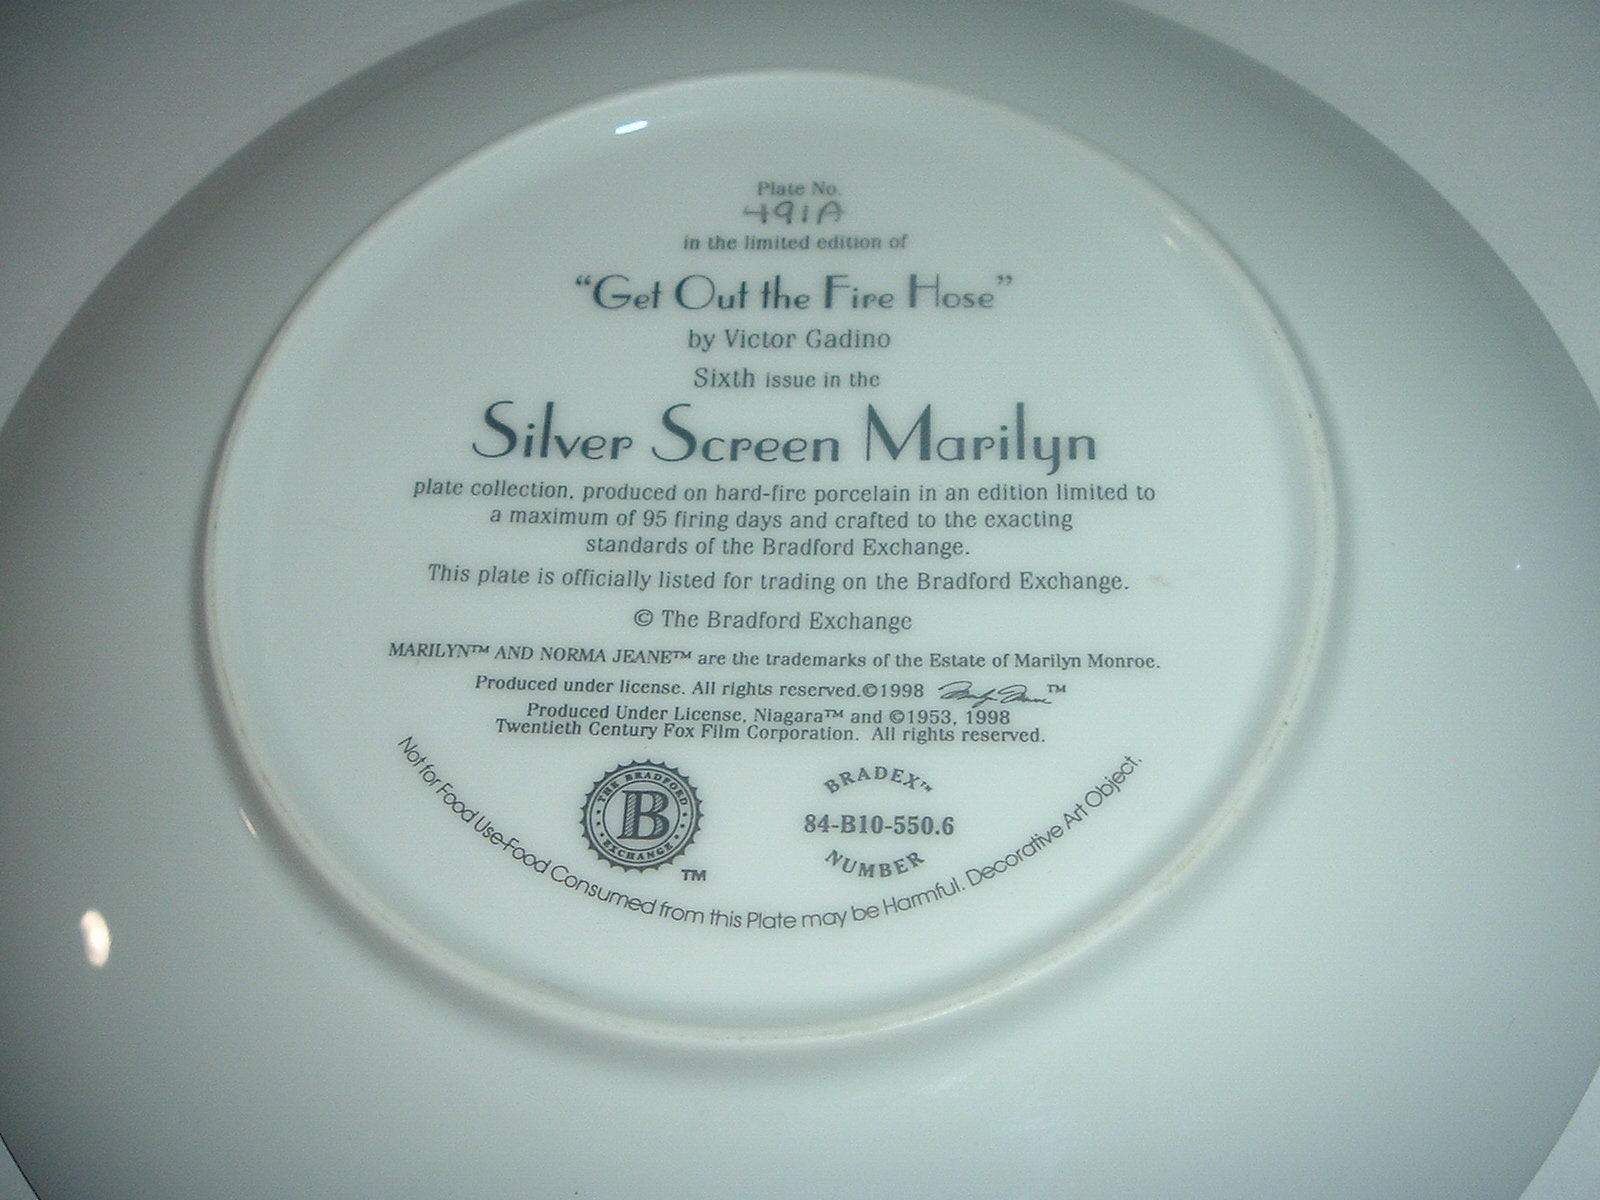 Plate No.
491A
in the limited edition of
“Get Out the Fire Hose”
by Victor Gadino
Sixth issue in the
Silver Screen Marilyn
plate collection, produced on hard-fire porcelain in an edition limited to
a maximum of 95 firing days and crafted to the exacting
standards of the Bradford Exchange.
This plate is officially listed for trading on the Bradford Exchange.
© The Bradford Exchange
MARILYN™ AND NORMA JEANE™ are the trademarks of the Estate of Marilyn Monroe.
Produced under license. All rights reserved.©1998 Marilyn Monroe™
Produced Under License, Niagara™ and ©1953, 1998
Twentieth Century Fox Film Corporation. All rights reserved.
THE BRADFORD
B
EXCHANGE
TM
BRADEX™
84-B10-550.6
NUMBER
Not for Food Use-Food Consumed from this Plate may be Harmful. Decorative Art Object.